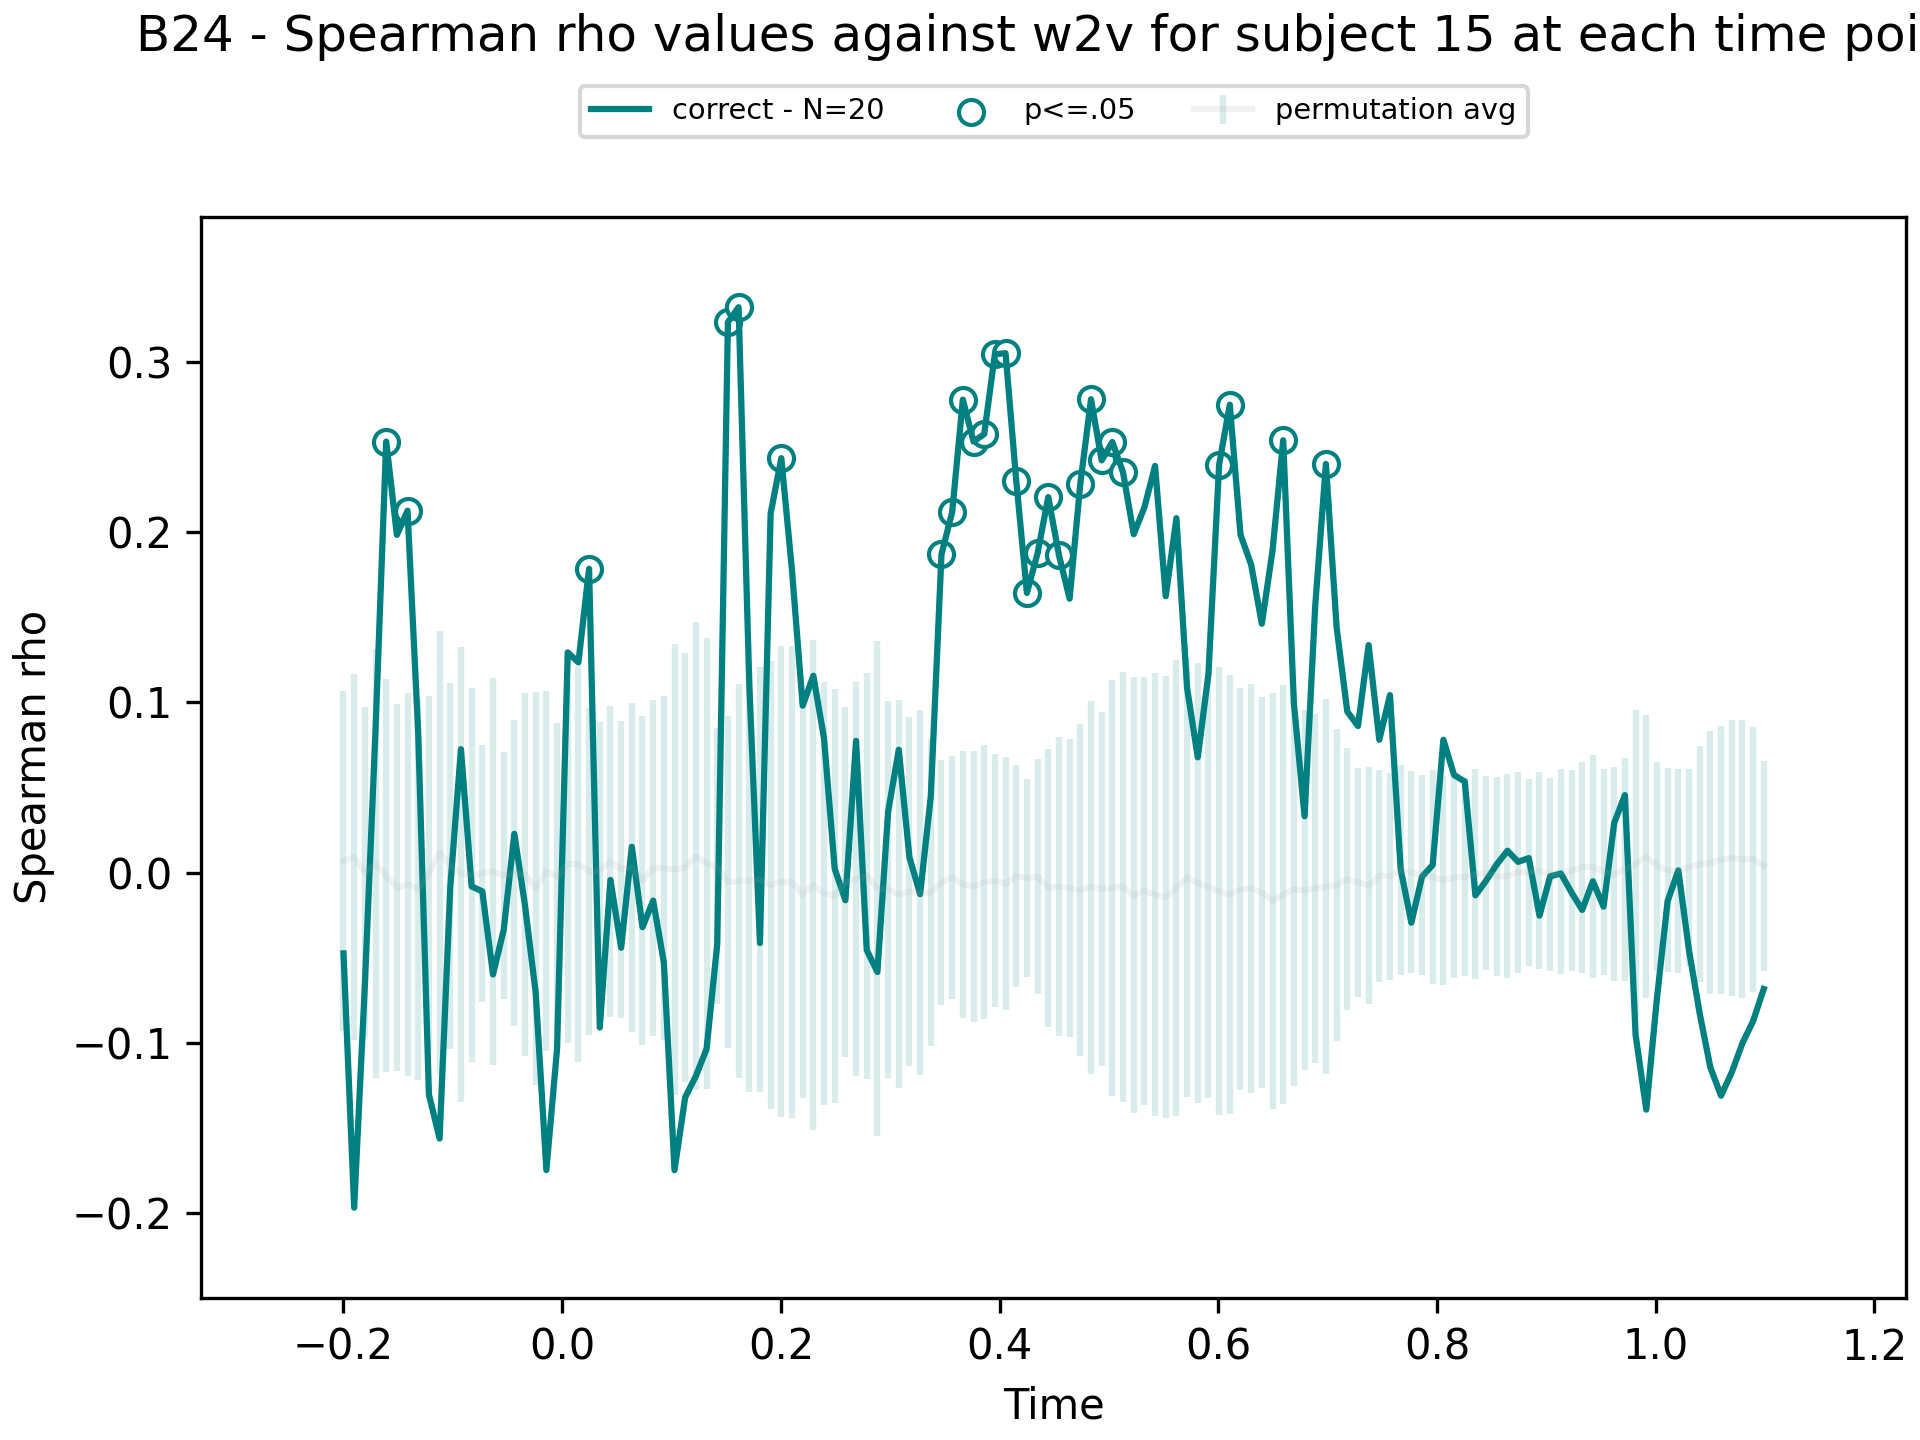 B24 - Spearman rho values against w2v for subject 15 at each time poi
correct - N=20 p<=.05 permutation avg
Spearman rho
0.3
0.2
0.1
0.0
−0.1
−0.2
−0.2 0.0 0.2 0.4 0.6 0.8 1.0 1.2
Time